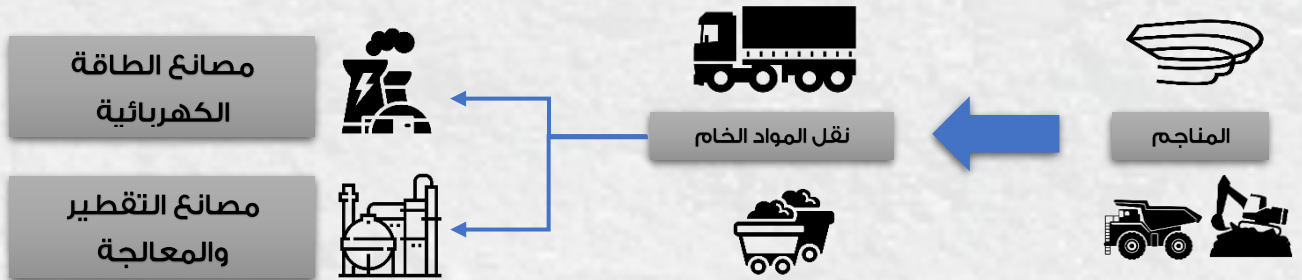 المناجم
نقل المواد الخام
مصانع الطاقة
الكهربائية
مصانع التقطير
والمعالجة